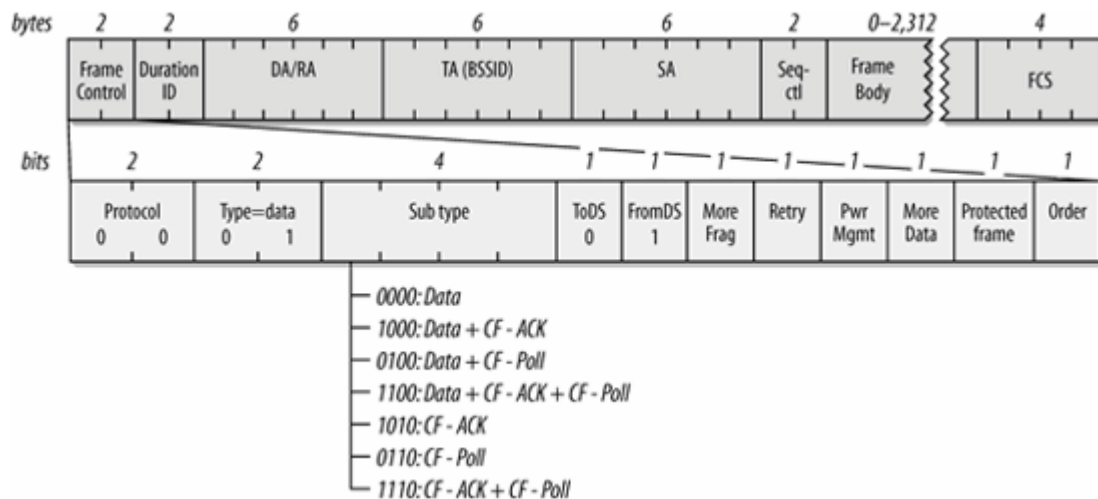 bytes 2 2 6 6 6 2 0–2,312 4
Frame Control Duration ID DA/RA TA (BSSID) SA Seq-ctl Frame Body FCS
bits 2 2 4 1 1 1 1 1 1 1 1
Protocol Type=data Sub type ToDS FromDS More Frag Retry Pwr Mgmt More Data Protected frame Order
0 0 0 1 0 1
0000: Data
1000: Data + CF - ACK
0100: Data + CF - Poll
1100: Data + CF - ACK + CF - Poll
1010: CF - ACK
0110: CF - Poll
1110: CF - ACK + CF - Poll